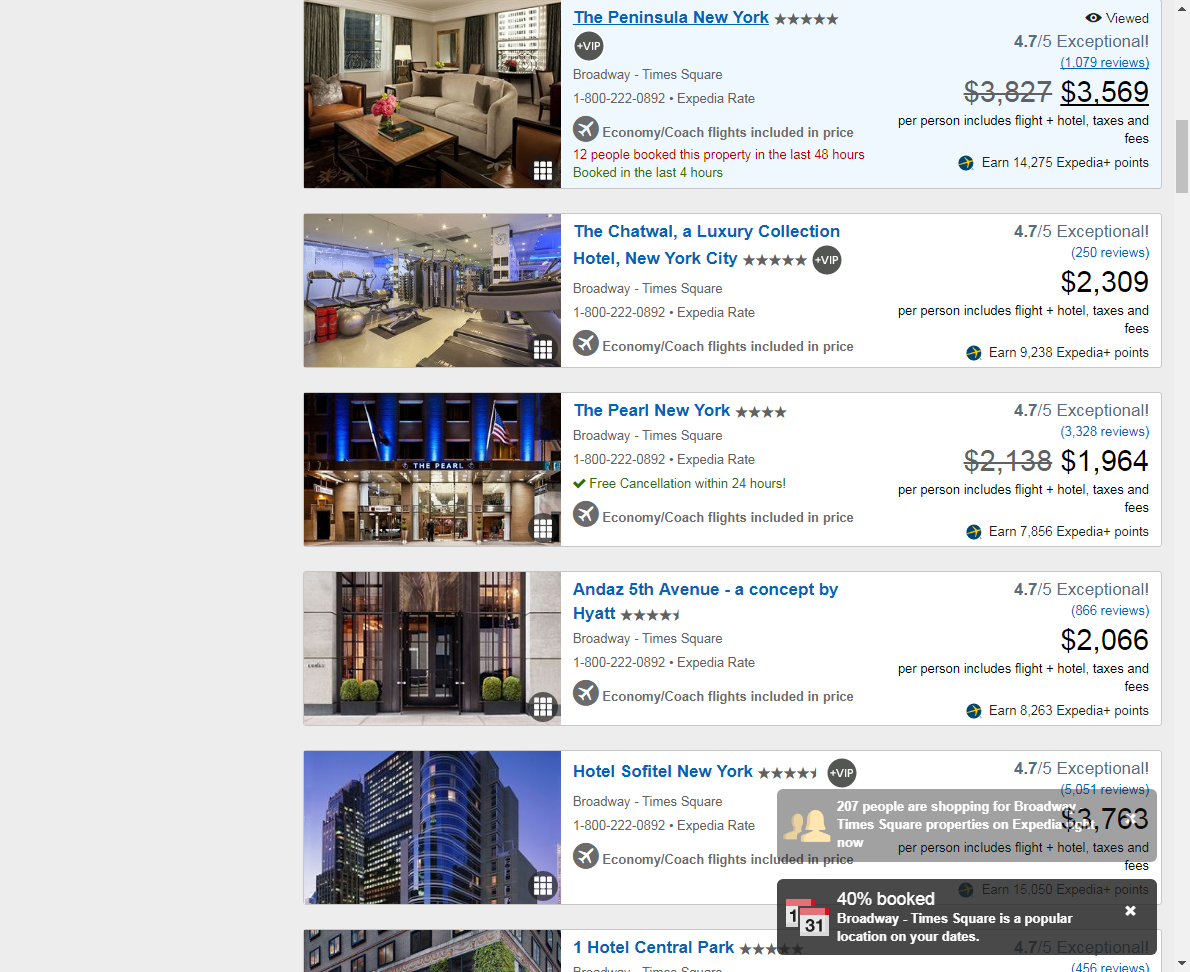 The Peninsula New York
Viewed
+VIP
4.7/5 Exceptional!
(1,079 reviews)
Broadway - Times Square
$3,827 $3,569
1-800-222-0892 • Expedia Rate
per person includes flight + hotel, taxes and
fees
Economy/Coach flights included in price
12 people booked this property in the last 48 hours
Earn 14,275 Expedia+ points
Booked in the last 4 hours
The Chatwal, a Luxury Collection
Hotel, New York City +VIP
4.7/5 Exceptional!
(250 reviews)
Broadway - Times Square
$2,309
1-800-222-0892 • Expedia Rate
per person includes flight + hotel, taxes and
fees
Economy/Coach flights included in price
Earn 9,238 Expedia+ points
THE PEARL
The Pearl New York
4.7/5 Exceptional!
(3,328 reviews)
Broadway - Times Square
$2,138 $1,964
1-800-222-0892 • Expedia Rate
Free Cancellation within 24 hours!
per person includes flight + hotel, taxes and
fees
Economy/Coach flights included in price
Earn 7,856 Expedia+ points
Andaz 5th Avenue - a concept by
Hyatt
4.7/5 Exceptional!
(866 reviews)
Broadway - Times Square
$2,066
1-800-222-0892 • Expedia Rate
per person includes flight + hotel, taxes and
fees
Economy/Coach flights included in price
Earn 8,263 Expedia+ points
Hotel Sofitel New York +VIP
4.7/5 Exceptional!
(5,051 reviews)
Broadway - Times Square
$3,763
1-800-222-0892 • Expedia Rate
per person includes flight + hotel, taxes and
fees
Economy/Coach flights included in price
Earn 15,050 Expedia+ points
207 people are shopping for Broadway
Times Square properties on Expedia right
now
1 31
40% booked
Broadway - Times Square is a popular
location on your dates.
1 Hotel Central Park
4.7/5 Exceptional!
(456 reviews)
Broadway - Times Square